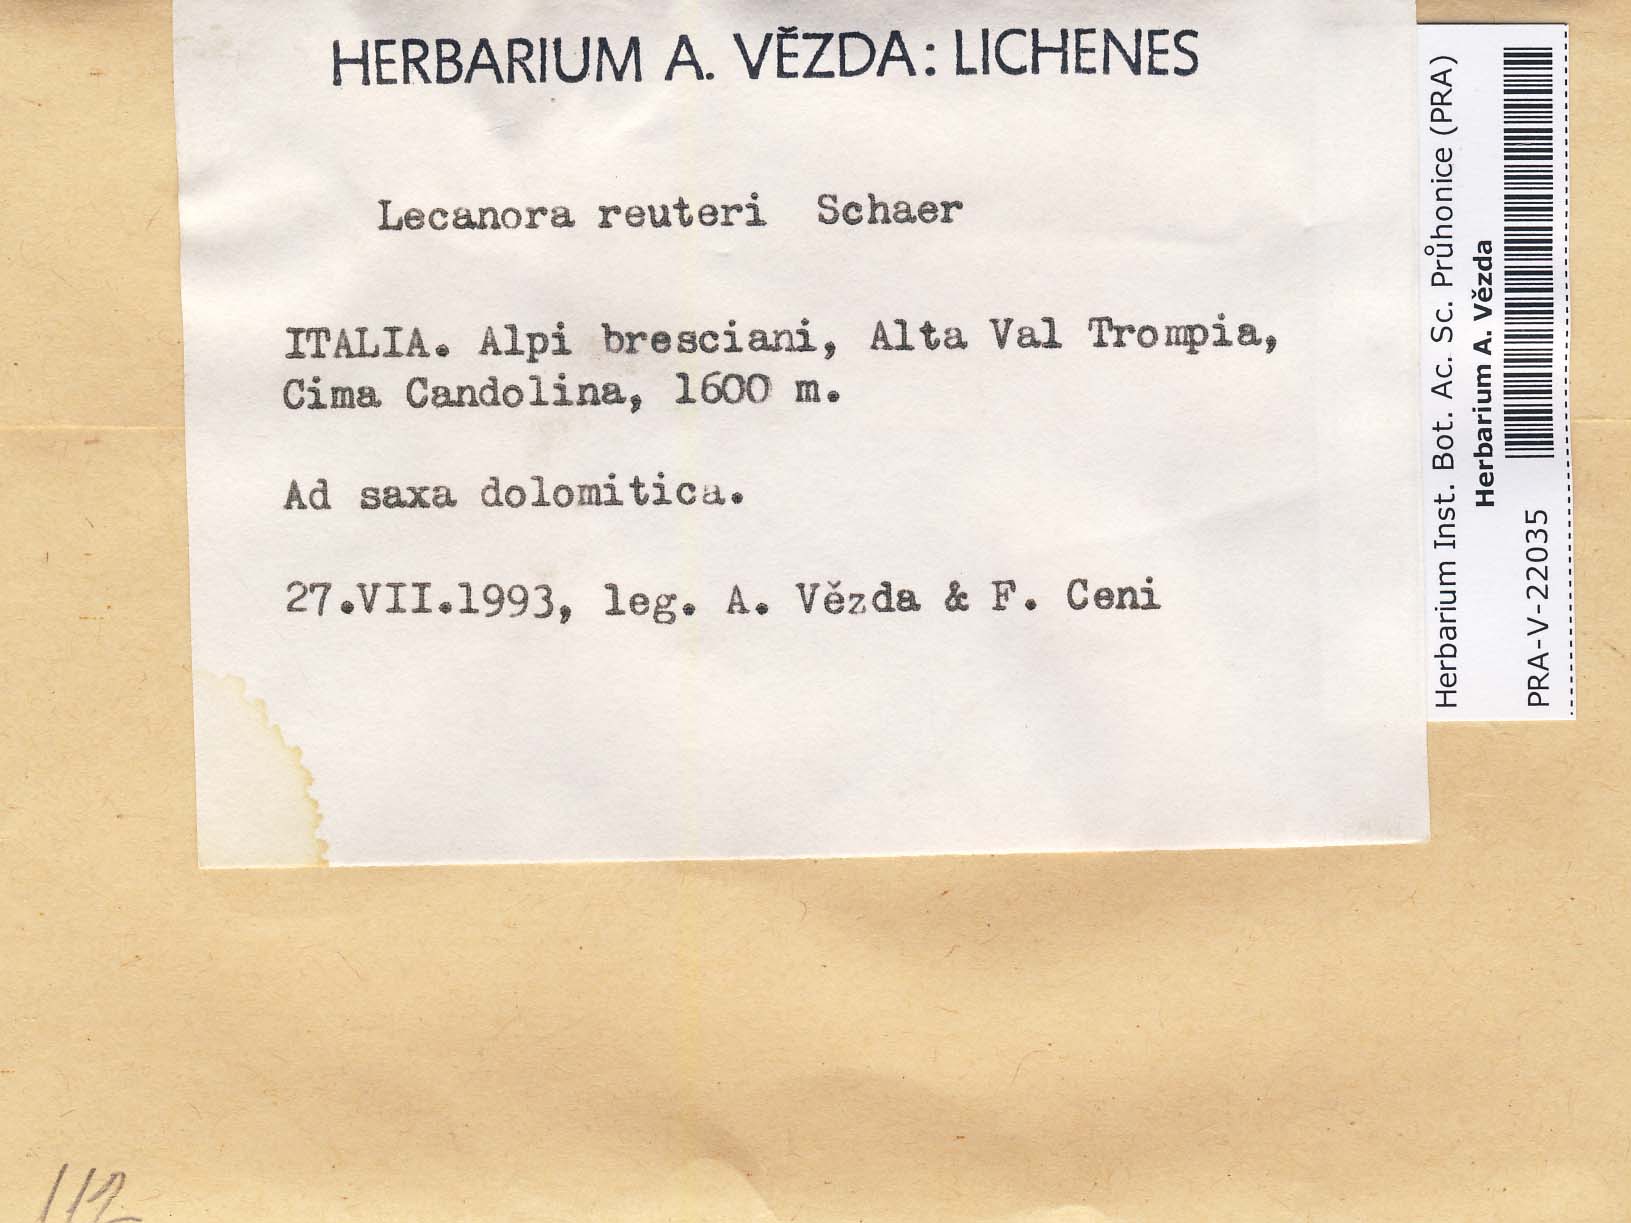 HERBARIUM A. VĚZDA: LICHENES
Lecanora reuteri Schaer
ITALIA. Alpi bresciani, Alta Val Trompia,
Cima Candolina, 1600 m.
Ad saxa dolomitica.
27.VII.1993, leg. A. Vězda & F. Ceni
Herbarium Inst. Bot. Ac. Sc. Průhonice (PRA)
Herbarium A. Vězda
PRA-V-22035
112